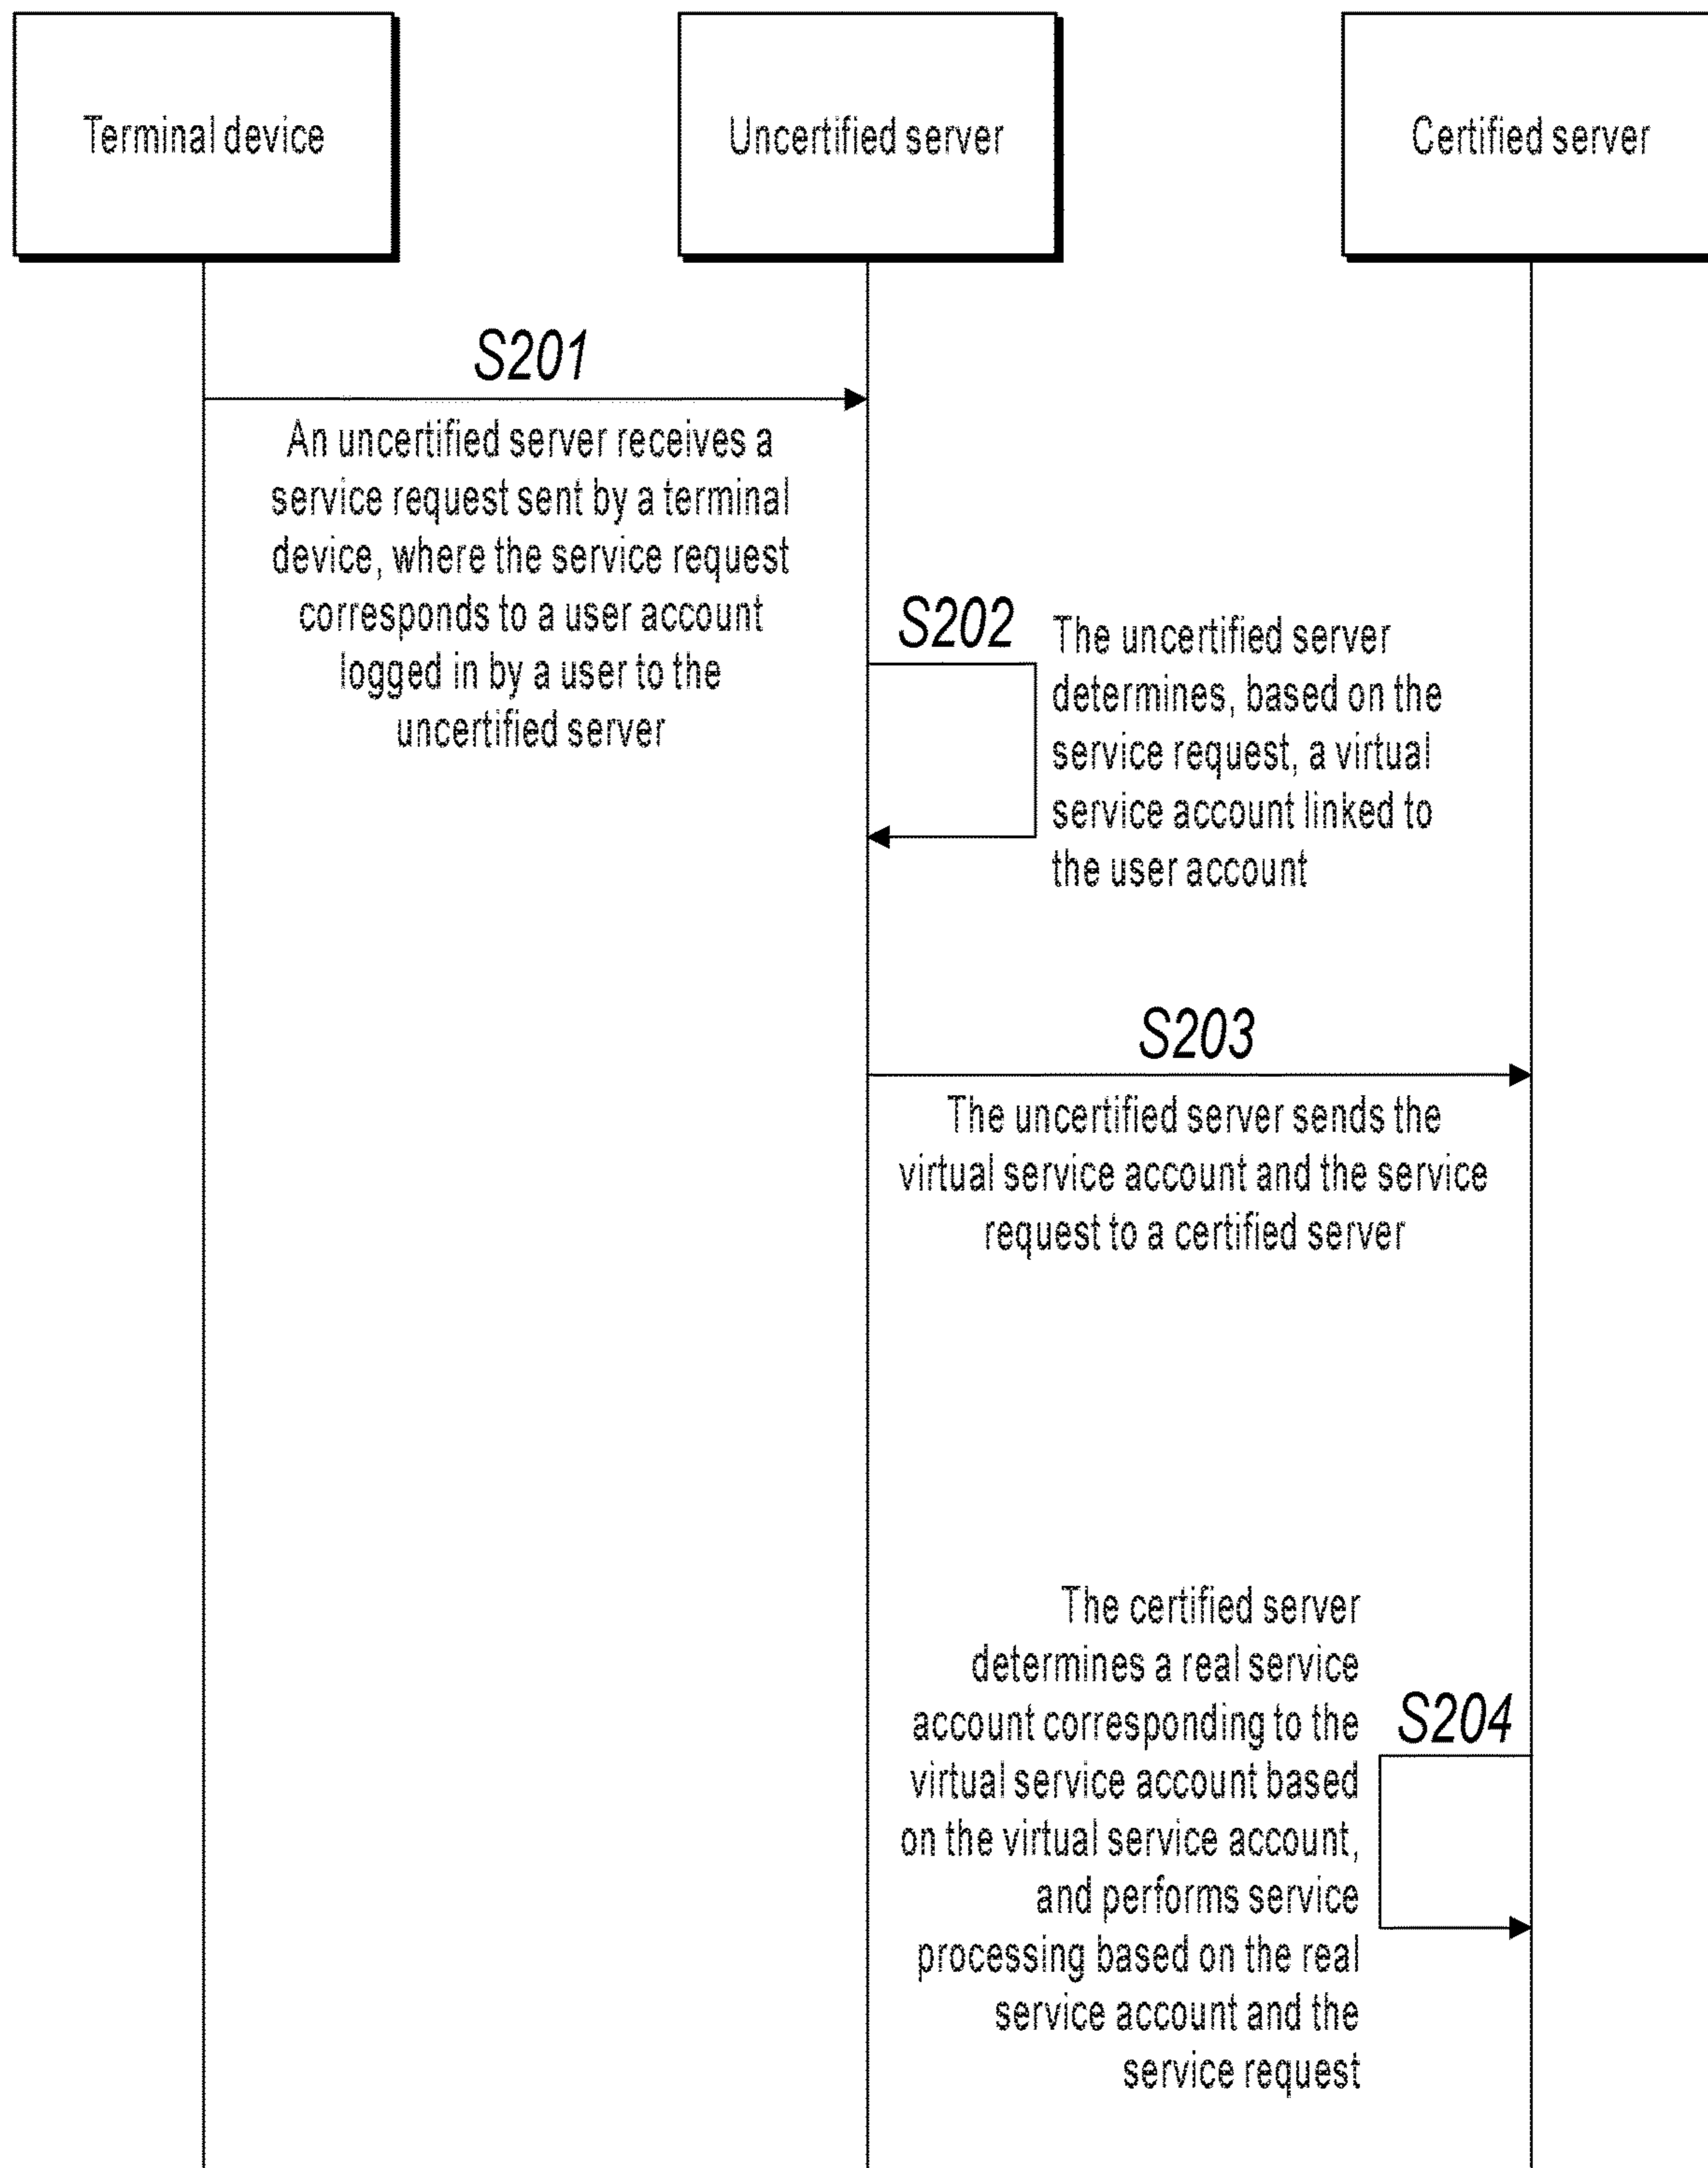 Terminal device
Uncertified server
Certified server
S201
An uncertified server receives a
service request sent by a terminal
device, where the service request
corresponds to a user account
logged in by a user to the
uncertified server
S202
The uncertified server
determines, based on the
service request, a virtual
service account linked to
the user account
S203
The uncertified server sends the
virtual service account and the service
request to a certified server
The certified server
determines a real service
account corresponding to the
virtual service account based
on the virtual service account,
and performs service
processing based on the real
service account and the
service request
S204